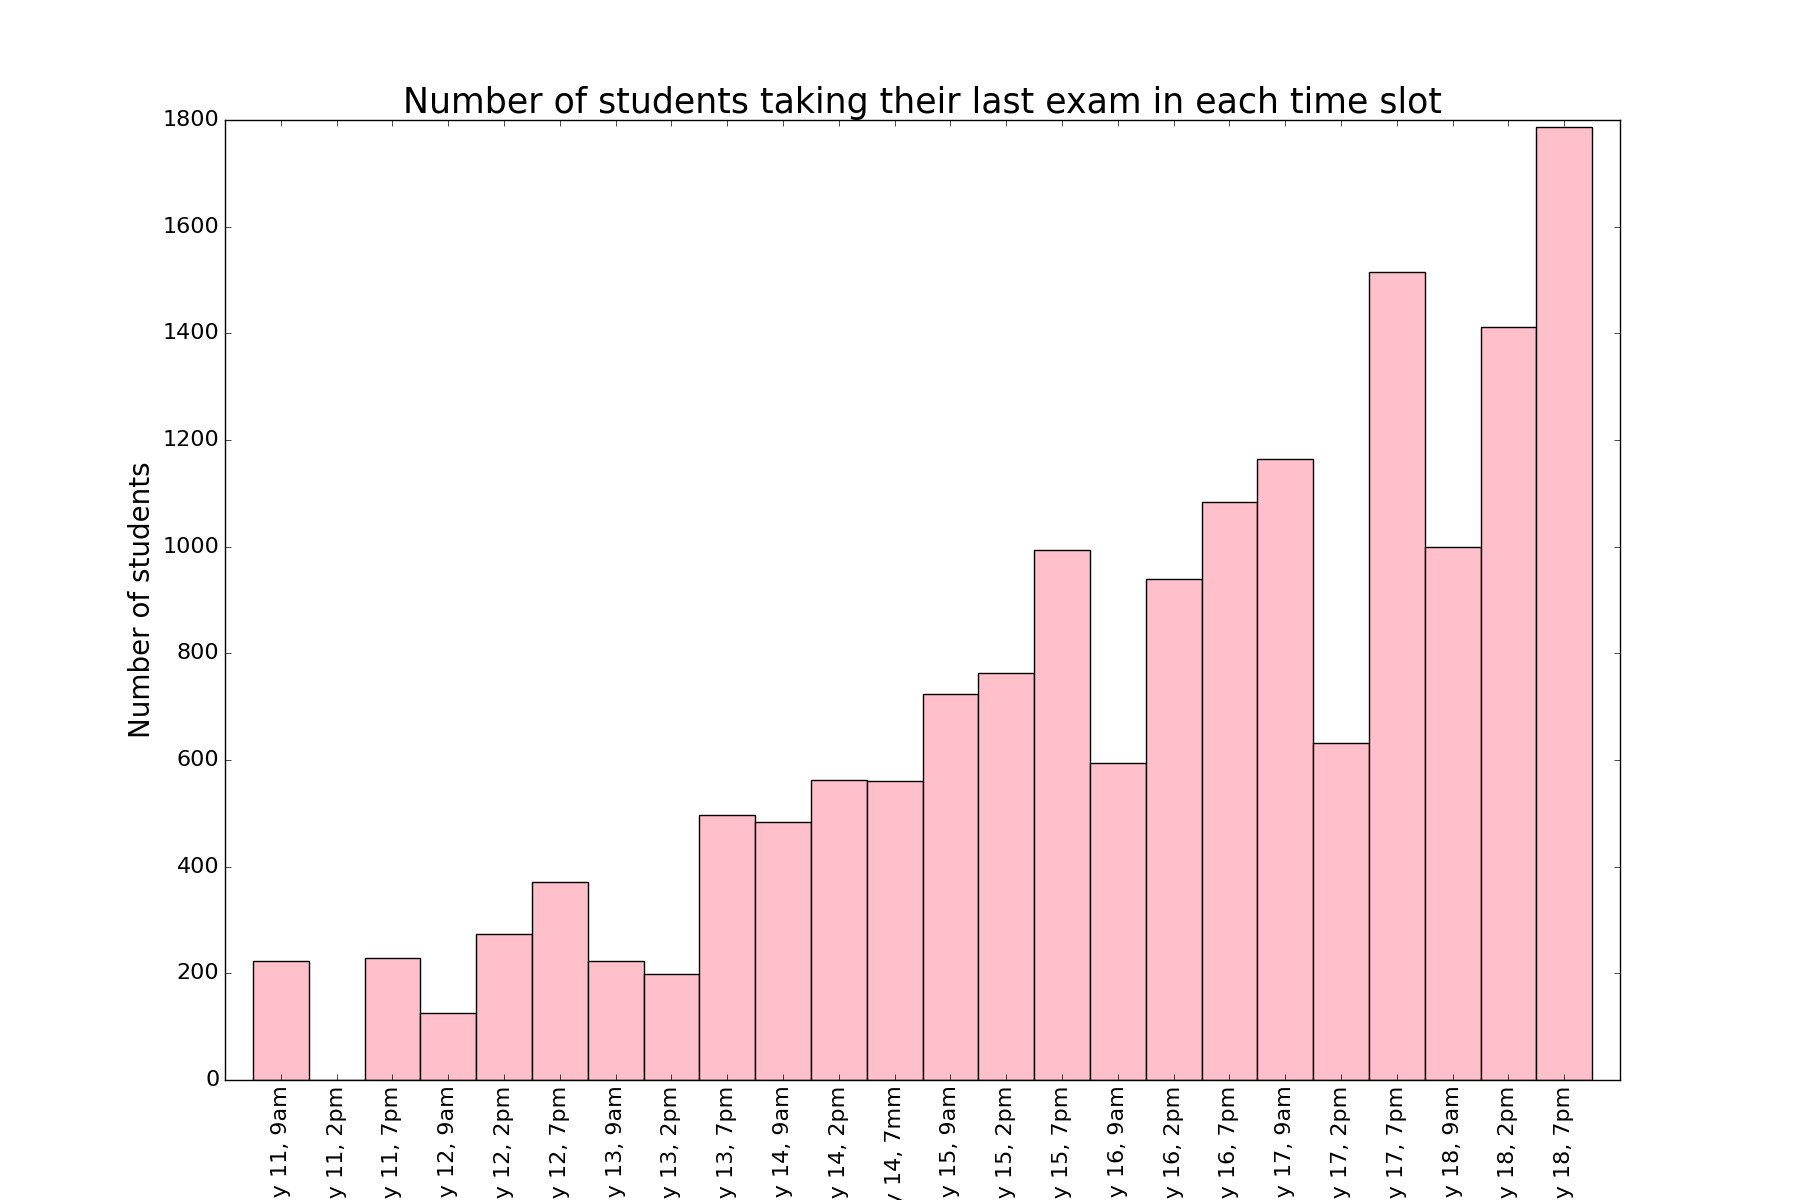 Number of students taking their last exam in each time slot
Number of students
1800
1600
1400
1200
1000
800
600
400
200
0
y 11, 9am
y 11, 2pm
y 11, 7pm
y 12, 9am
y 12, 2pm
y 12, 7pm
y 13, 9am
y 13, 2pm
y 13, 7pm
y 14, 9am
y 14, 2pm
y 14, 7mm
y 15, 9am
y 15, 2pm
y 15, 7pm
y 16, 9am
y 16, 2pm
y 16, 7pm
y 17, 9am
y 17, 2pm
y 17, 7pm
y 18, 9am
y 18, 2pm
y 18, 7pm